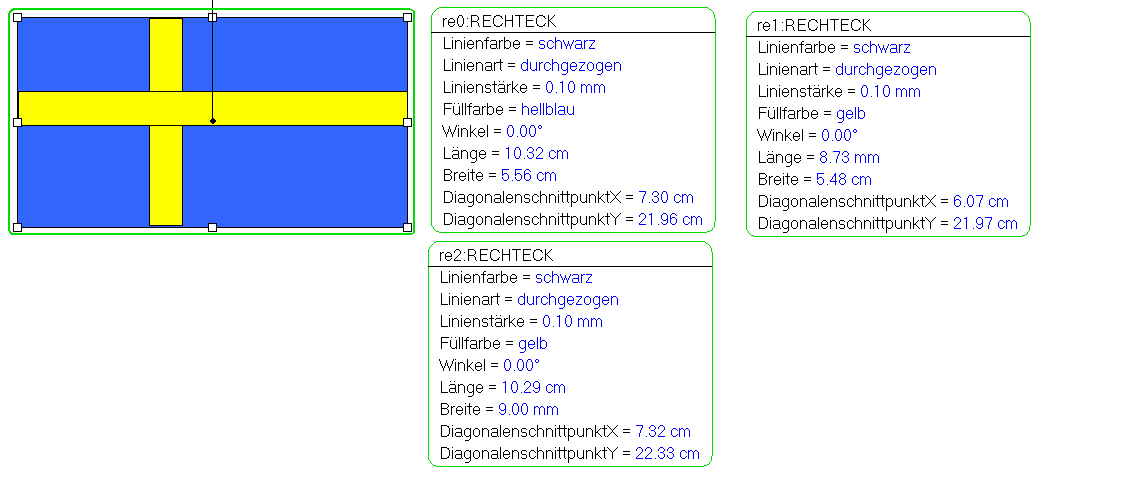 re0:RECHTECK
Linienfarbe = schwarz
Linienart = durchgezogen
Linienstärke = 0.10 mm
Füllfarbe = hellblau
Winkel = 0.00°
Länge = 10.32 cm
Breite = 5.56 cm
DiagonalenschnittpunktX = 7.30 cm
DiagonalenschnittpunktY = 21.96 cm
re1:RECHTECK
Linienfarbe = schwarz
Linienart = durchgezogen
Linienstärke = 0.10 mm
Füllfarbe = gelb
Winkel = 0.00°
Länge = 8.73 mm
Breite = 5.48 cm
DiagonalenschnittpunktX = 6.07 cm
DiagonalenschnittpunktY = 21.97 cm
re2:RECHTECK
Linienfarbe = schwarz
Linienart = durchgezogen
Linienstärke = 0.10 mm
Füllfarbe = gelb
Winkel = 0.00°
Länge = 10.29 cm
Breite = 9.00 mm
DiagonalenschnittpunktX = 7.32 cm
DiagonalenschnittpunktY = 22.33 cm